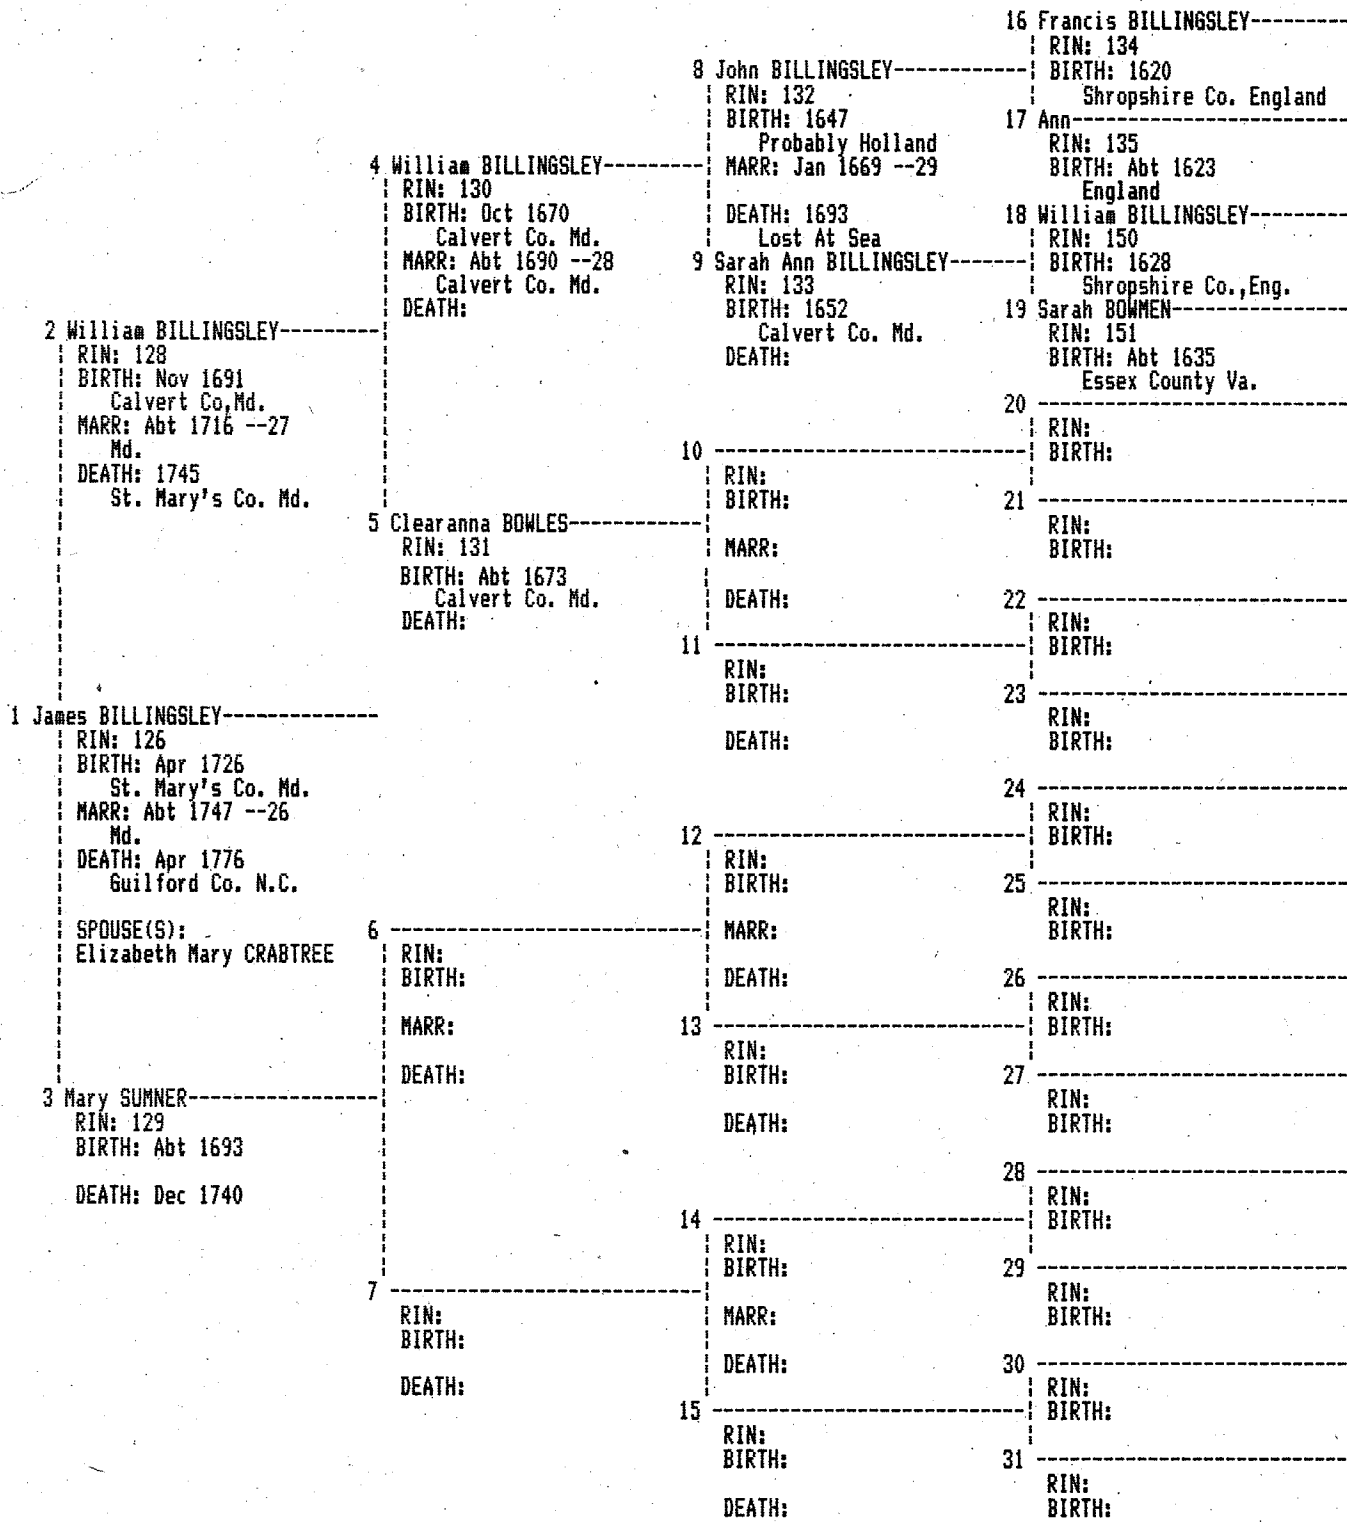 16 Francis BILLINGSLEY
RIN: 134
BIRTH: 1620
Shropshire Co. England
8 John BILLINGSLEY
RIN: 132
BIRTH: 1647
Probably Holland
MARR: Jan 1669 --29
DEATH: 1693
Lost At Sea
17 Ann
RIN: 135
BIRTH: Abt 1623
England
4 William BILLINGSLEY
RIN: 130
BIRTH: Oct 1670
Calvert Co. Md.
MARR: Abt 1690 --28
Calvert Co. Md.
DEATH:
18 William BILLINGSLEY
RIN: 150
BIRTH: 1628
Shropshire Co.,Eng.
9 Sarah Ann BILLINGSLEY
RIN: 133
BIRTH: 1652
Calvert Co. Md.
DEATH:
19 Sarah BOWMEN
RIN: 151
BIRTH: Abt 1635
Essex County Va.
2 William BILLINGSLEY
RIN: 128
BIRTH: Nov 1691
Calvert Co,Md.
MARR: Abt 1716 --27
Md.
DEATH: 1745
St. Mary's Co. Md.
20
RIN:
BIRTH:
10
RIN:
BIRTH:
MARR:
DEATH:
21
RIN:
BIRTH:
5 Clearanna BOWLES
RIN: 131
BIRTH: Abt 1673
Calvert Co. Md.
DEATH:
22
RIN:
BIRTH:
11
RIN:
BIRTH:
DEATH:
23
RIN:
BIRTH:
1 James BILLINGSLEY
RIN: 126
BIRTH: Apr 1726
St. Mary's Co. Md.
MARR: Abt 1747 --26
Md.
DEATH: Apr 1776
Guilford Co. N.C.
SPOUSE(S):
Elizabeth Mary CRABTREE
24
RIN:
BIRTH:
12
RIN:
BIRTH:
MARR:
DEATH:
25
RIN:
BIRTH:
6
RIN:
BIRTH:
MARR:
DEATH:
26
RIN:
BIRTH:
13
RIN:
BIRTH:
DEATH:
27
RIN:
BIRTH:
3 Mary SUMNER
RIN: 129
BIRTH: Abt 1693
DEATH: Dec 1740
28
RIN:
BIRTH:
14
RIN:
BIRTH:
MARR:
DEATH:
29
RIN:
BIRTH:
7
RIN:
BIRTH:
DEATH:
30
RIN:
BIRTH:
15
RIN:
BIRTH:
DEATH:
31
RIN:
BIRTH: